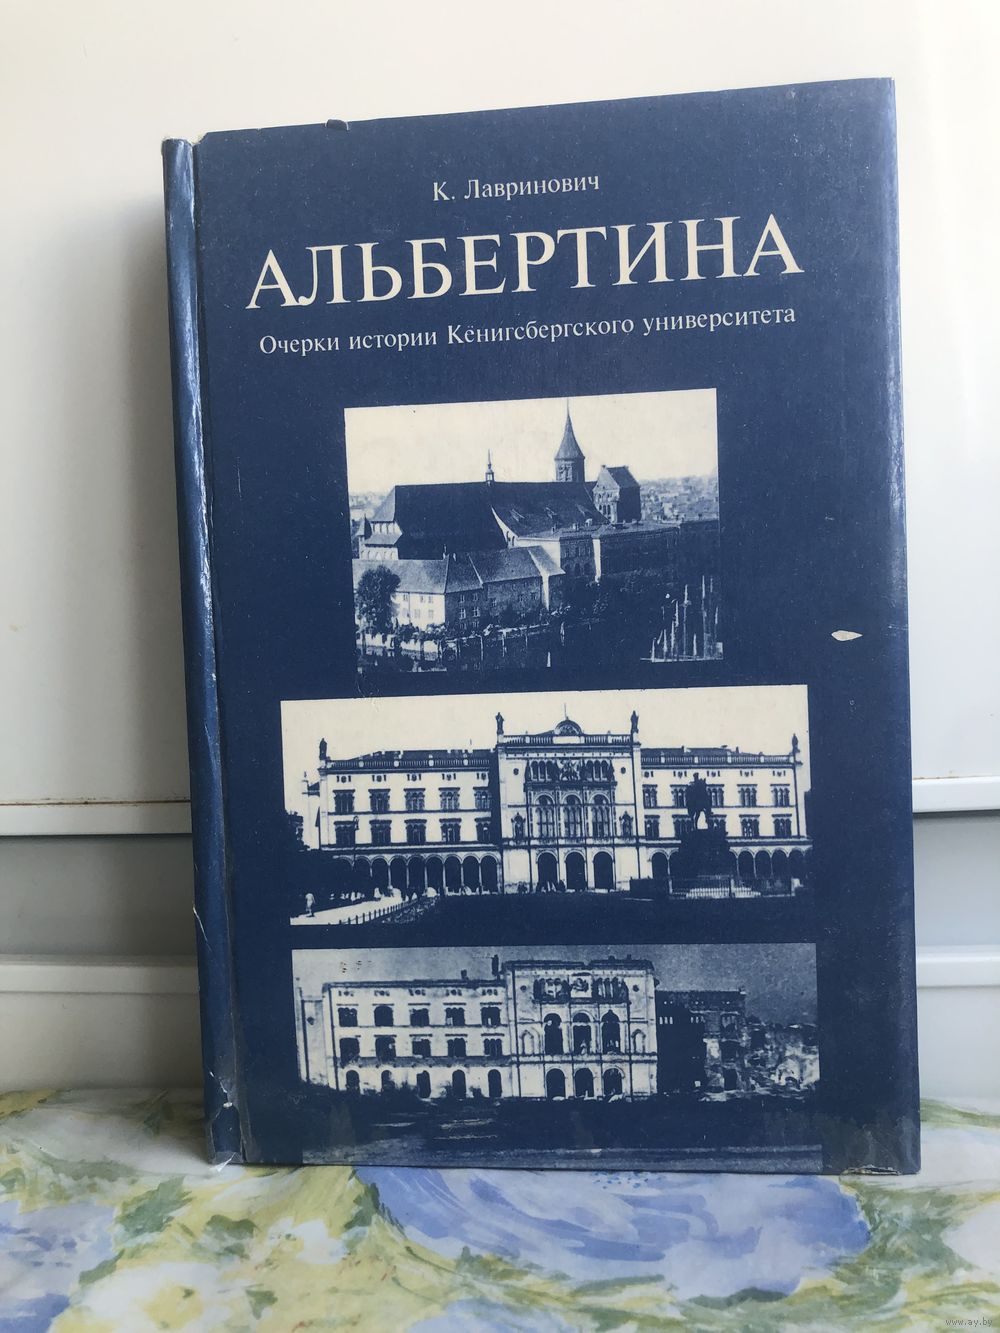 К. Лавринович
АЛЬБЕРТИНА
Очерки истории Кёнигсбергского университета
www.ay.by